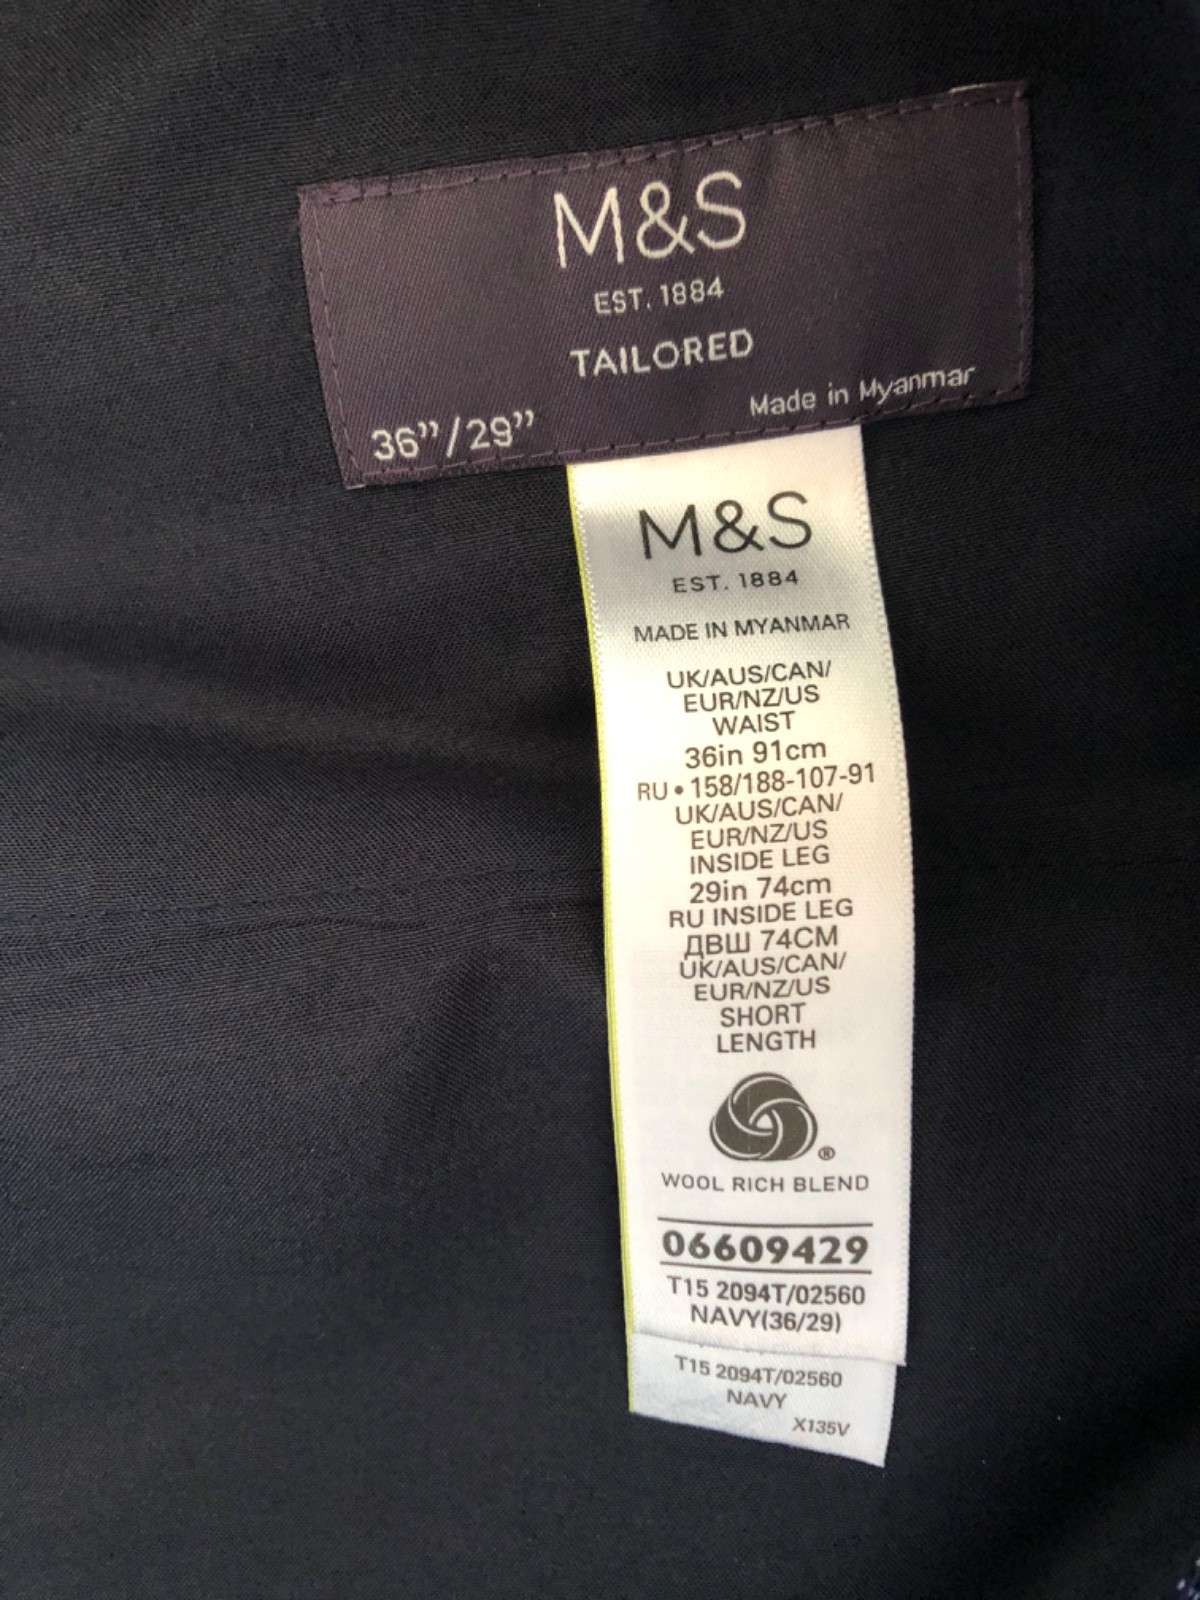 M&S
EST. 1884
TAILORED
36”/29”
Made in Myanmar
M&S
EST. 1884
MADE IN MYANMAR
UK/AUS/CAN/
EUR/NZ/US
WAIST
36in 91cm
RU • 158/188-107-91
UK/AUS/CAN/
EUR/NZ/US
INSIDE LEG
29in 74cm
RU INSIDE LEG
ДВШ 74CM
UK/AUS/CAN/
EUR/NZ/US
SHORT
LENGTH
®
WOOL RICH BLEND
06609429
T15 2094T/02560
NAVY(36/29)
T15 2094T/02560
NAVY
X135V